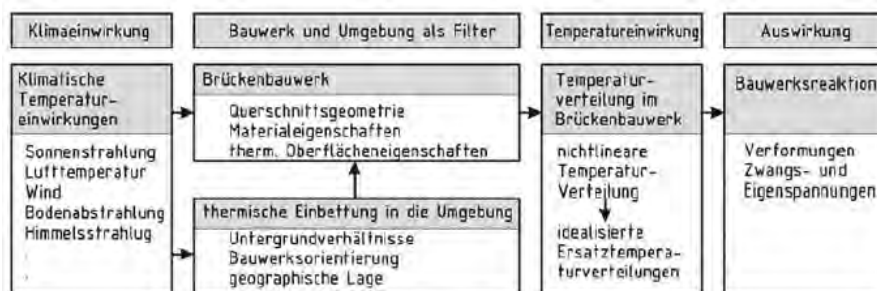 Klimaeinwirkung
Bauwerk und Umgebung als Filter
Temperatureinwirkung
Auswirkung
Klimatische
Temperatur-
einwirkungen
Sonnenstrahlung
Lufttemperatur
Wind
Bodenabstrahlung
Himmelsstrahlug
Brückenbauwerk
Querschnittsgeometrie
Materialeigenschaften
therm. Oberflächeneigenschaften
thermische Einbettung in die Umgebung
Untergrundverhältnisse
Bauwerksorientierung
geographische Lage
Temperatur-
verteilung im
Brückenbauwerk
nichtlineare
Temperatur-
Verteilung
idealisierte
Ersatztempera-
turverteilungen
Bauwerksreaktion
Verformungen
Zwangs- und
Eigenspannungen